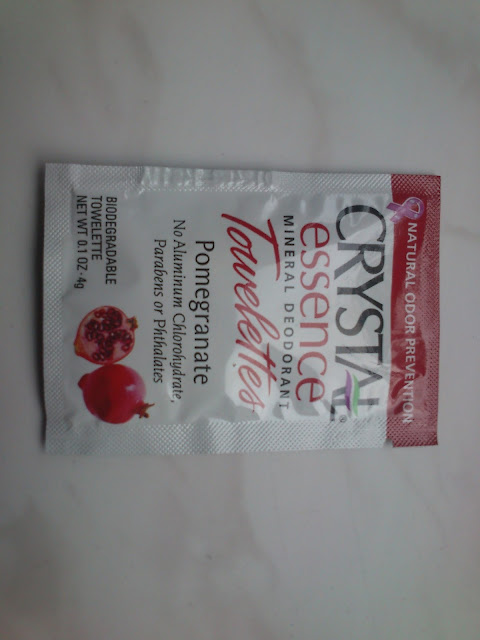 NATURAL ODOR PREVENTION
CRYSTAL®
essence
MINERAL DEODORANT
Towelettes
Pomegranate
No Aluminum Chlorohydrate,
Parabens or Phthalates
BIODEGRADABLE
TOWELETTE
NET WT 0.1 OZ • 4g